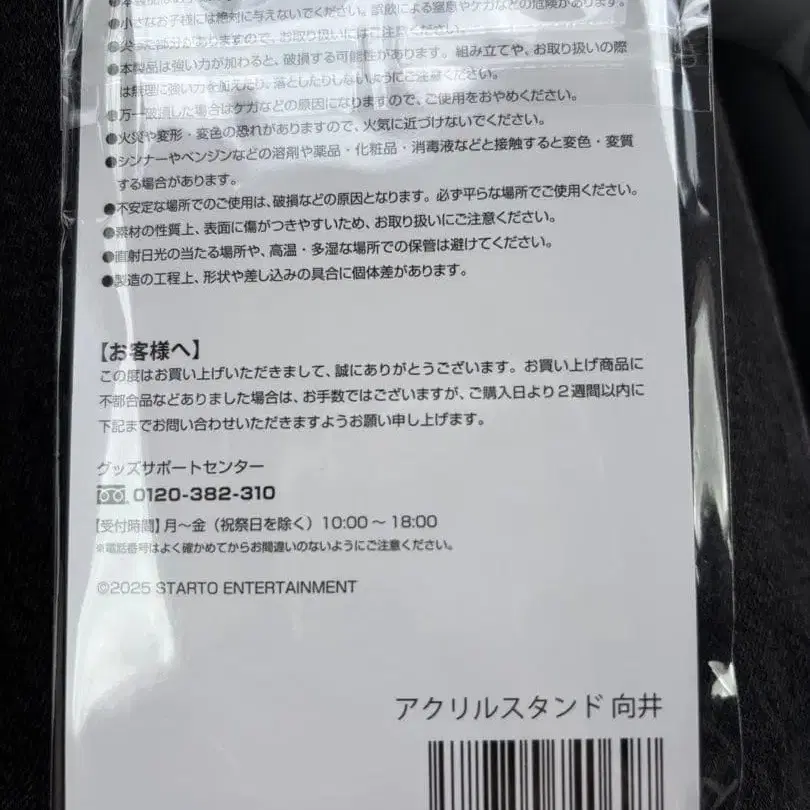 ●小さなお子様には絶対に与えないでください。誤飲による窒息やケガなどの危険があります。
●尖った部分がありますので、お取り扱いにはご注意ください。
●本製品は強い力が加わると、破損する可能性があります。組み立てや、お取り扱いの際
は無理に強い力を加えたり、落としたりしないようにご注意ください。
●万一破損した場合はケガなどの原因になりますので、ご使用をおやめください。
●火災や変形・変色の恐れがありますので、火気に近づけないでください。
●シンナーやベンジンなどの溶剤や薬品・化粧品・消毒液などと接触すると変色・変質
する場合があります。
●不安定な場所でのご使用は、破損などの原因となります。必ず平らな場所でご使用ください。
●素材の性質上、表面に傷がつきやすいため、お取り扱いにご注意ください。
●直射日光の当たる場所や、高温・多湿な場所での保管は避けてください。
●製造の工程上、形状や差し込みの具合に個体差があります。
【お客様へ】
この度はお買い上げいただきまして、誠にありがとうございます。お買い上げ商品に
不都合品などありました場合は、お手数ではございますが、ご購入日より2週間以内に
下記までお問い合わせいただきますようお願い申し上げます。
グッズサポートセンター
0120-382-310
【受付時間】月〜金（祝祭日を除く）10:00〜18:00
※電話番号はよく確かめてからお間違いのないようにご注意ください。
©2025 STARTO ENTERTAINMENT
アクリルスタンド 向井